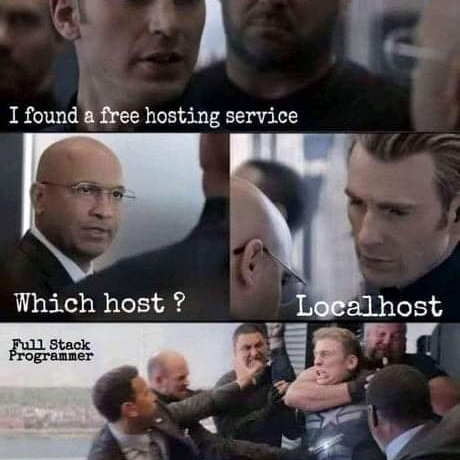 I found a free hosting service
Which host ?
Localhost
Full Stack
Programmer